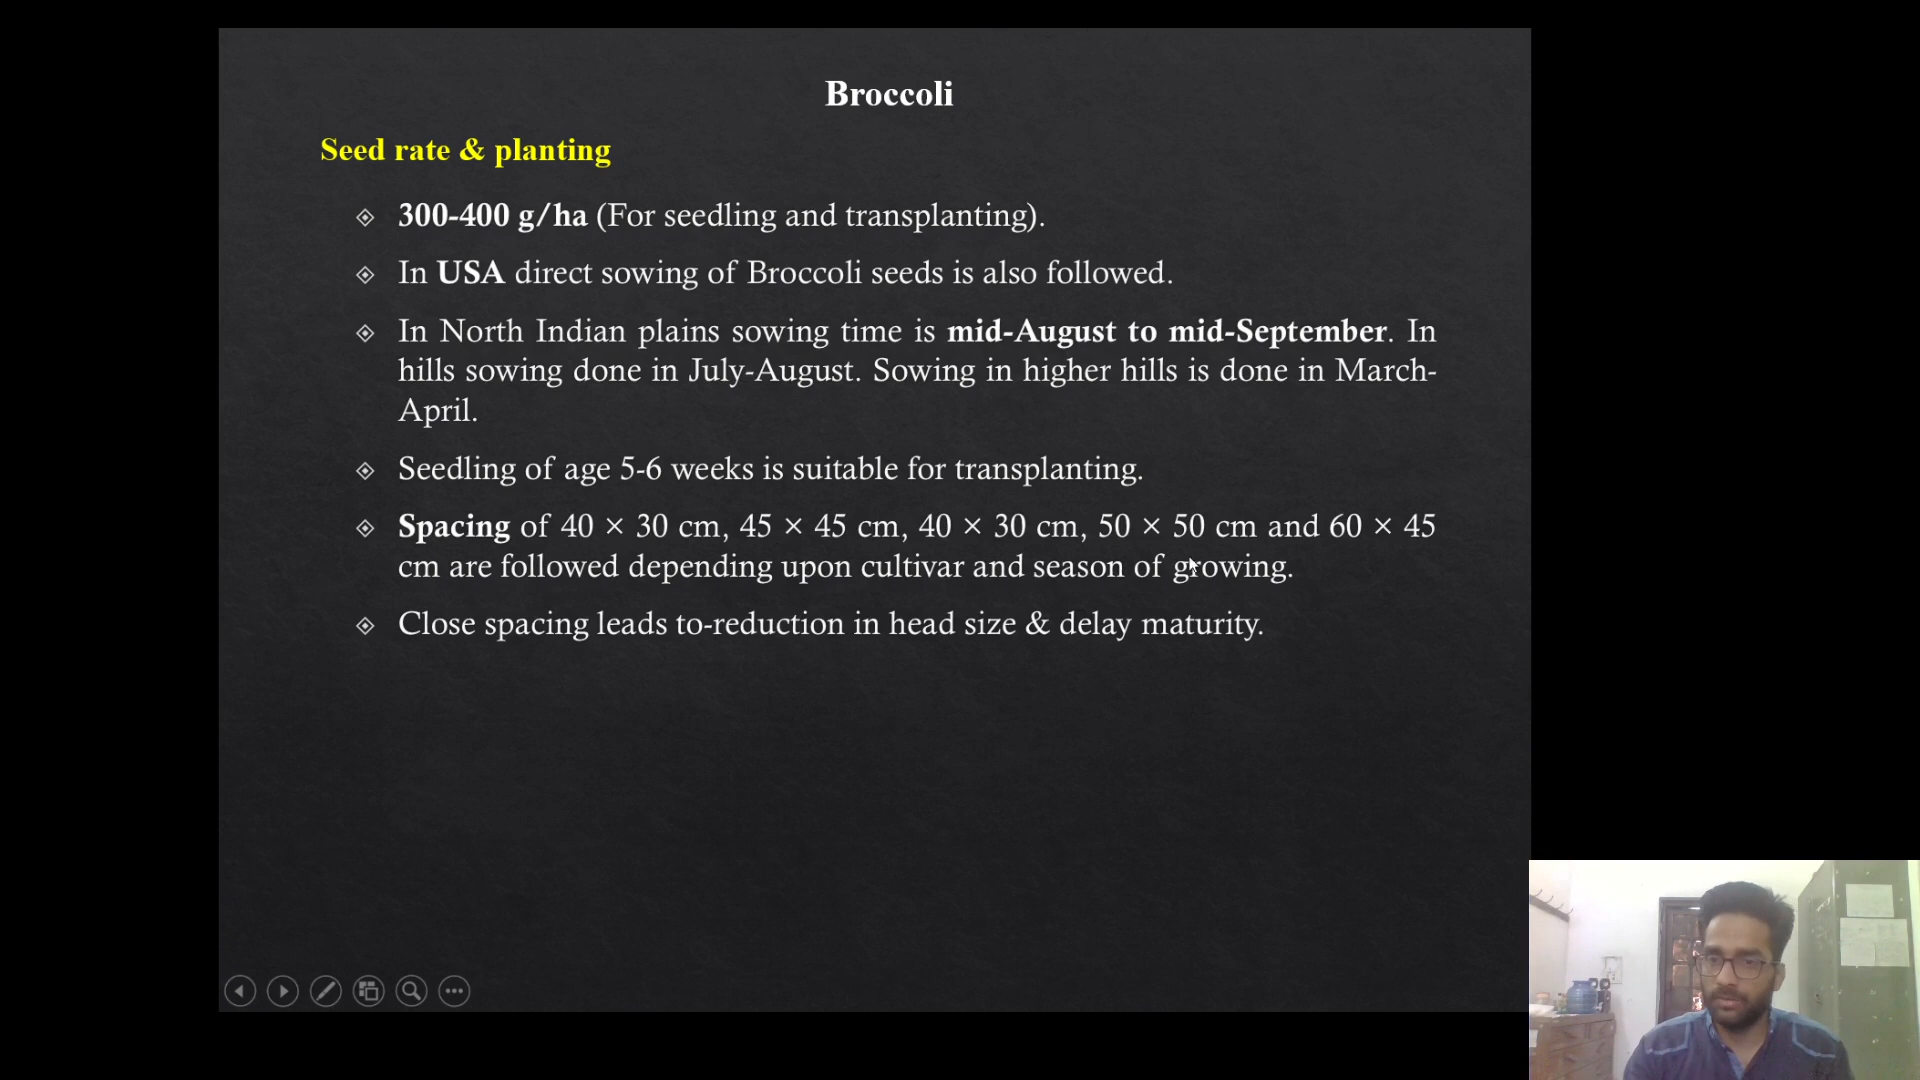 Broccoli
Seed rate & planting
300-400 g/ha (For seedling and transplanting).
In USA direct sowing of Broccoli seeds is also followed.
In North Indian plains sowing time is mid-August to mid-September. In
hills sowing done in July-August. Sowing in higher hills is done in March-
April.
Seedling of age 5-6 weeks is suitable for transplanting.
Spacing of 40 × 30 cm, 45 × 45 cm, 40 × 30 cm, 50 × 50 cm and 60 × 45
cm are followed depending upon cultivar and season of growing.
Close spacing leads to-reduction in head size & delay maturity.